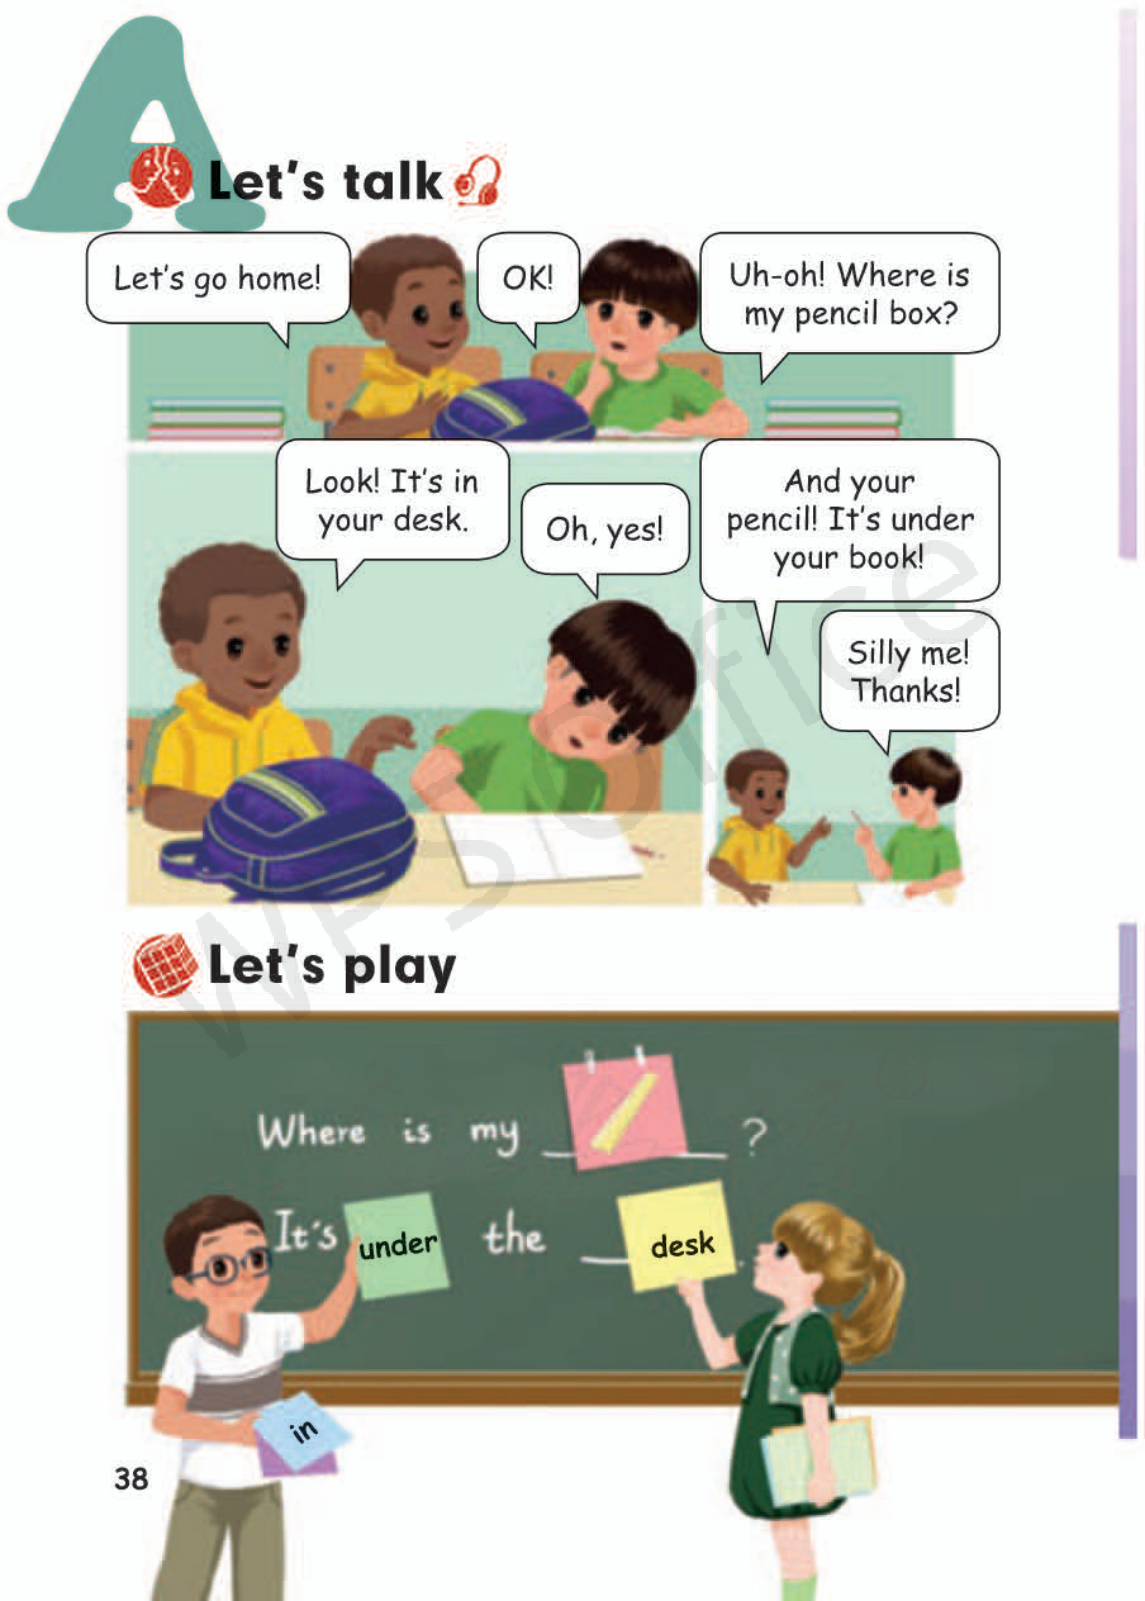 A
Let's talk
Let's go home!
OK!
Uh-oh! Where is
my pencil box?
Look! It's in
your desk.
Oh, yes!
And your
pencil! It's under
your book!
Silly me!
Thanks!
Let's play
Where is my ?
It's under the desk.
in
38
WPS Office